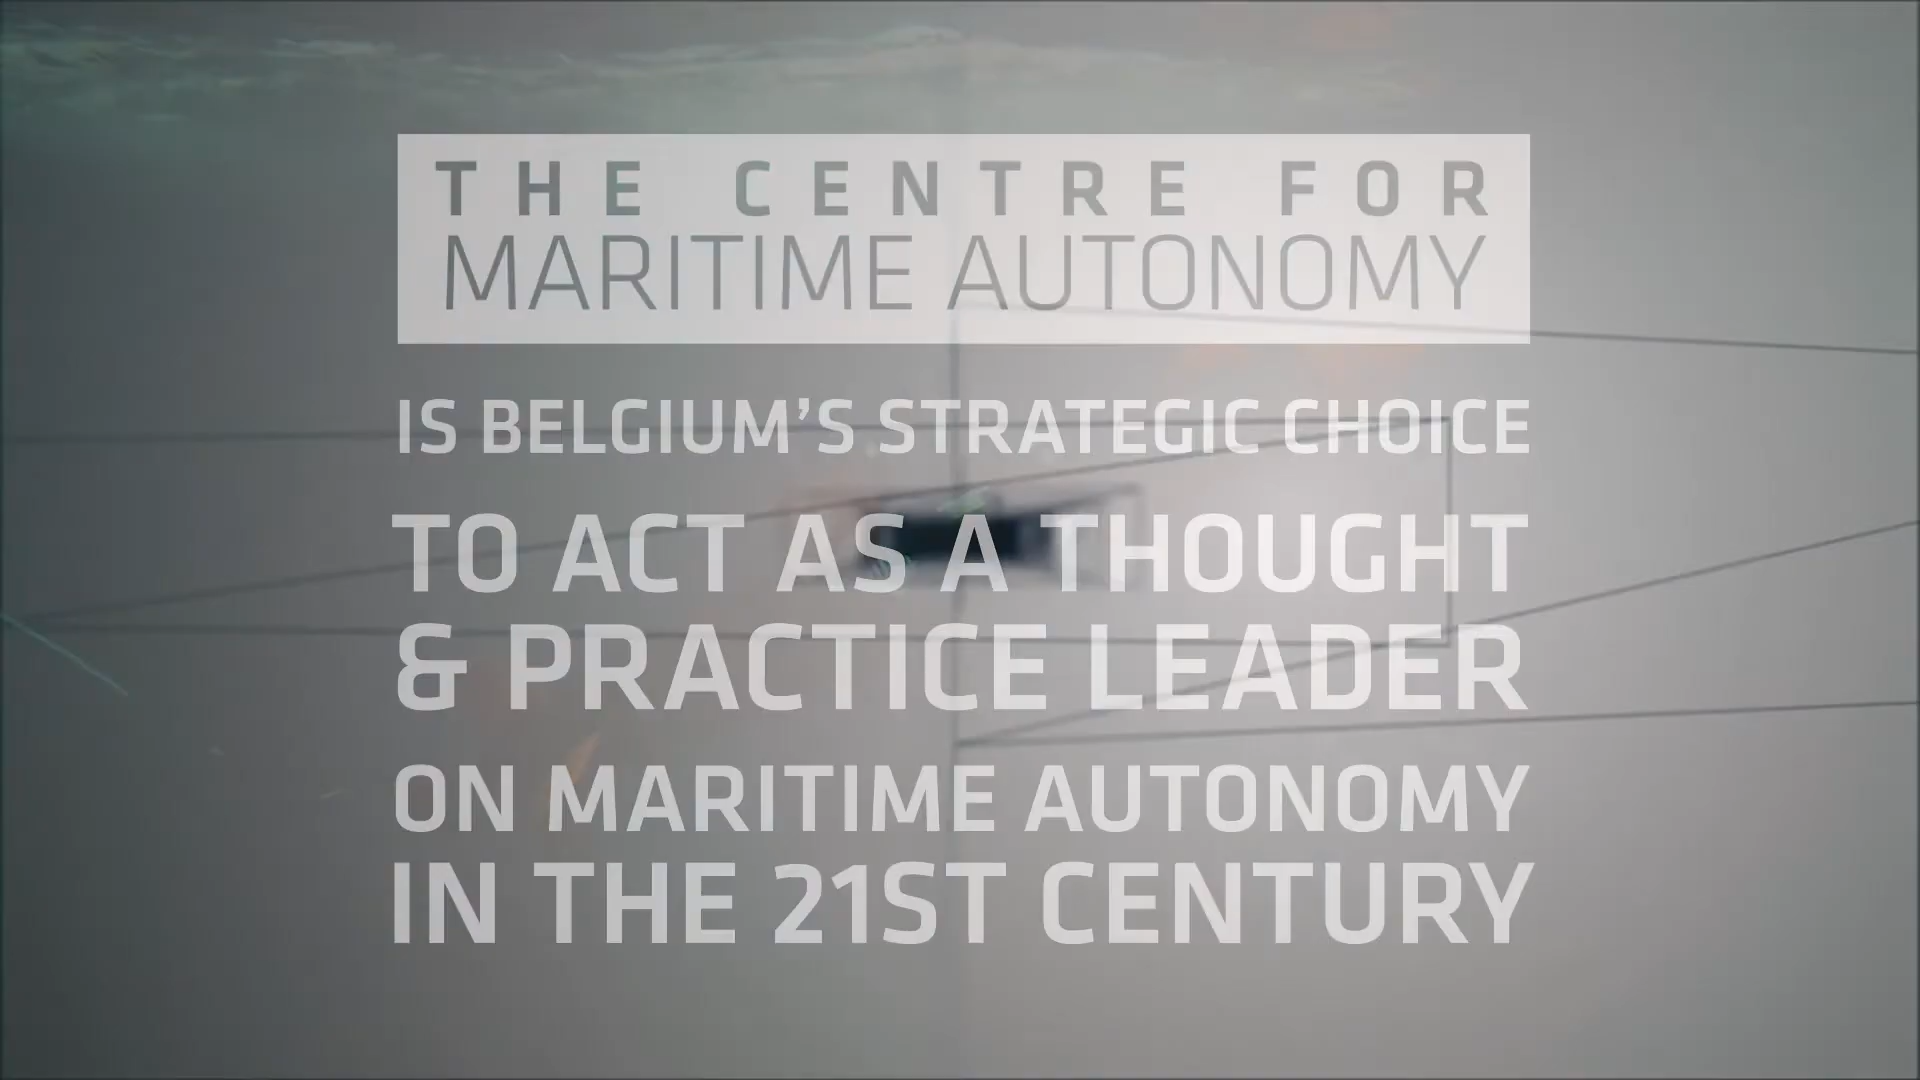 THE CENTRE FOR
MARITIME AUTONOMY
IS BELGIUM’S STRATEGIC CHOICE
TO ACT AS A THOUGHT
& PRACTICE LEADER
ON MARITIME AUTONOMY
IN THE 21ST CENTURY